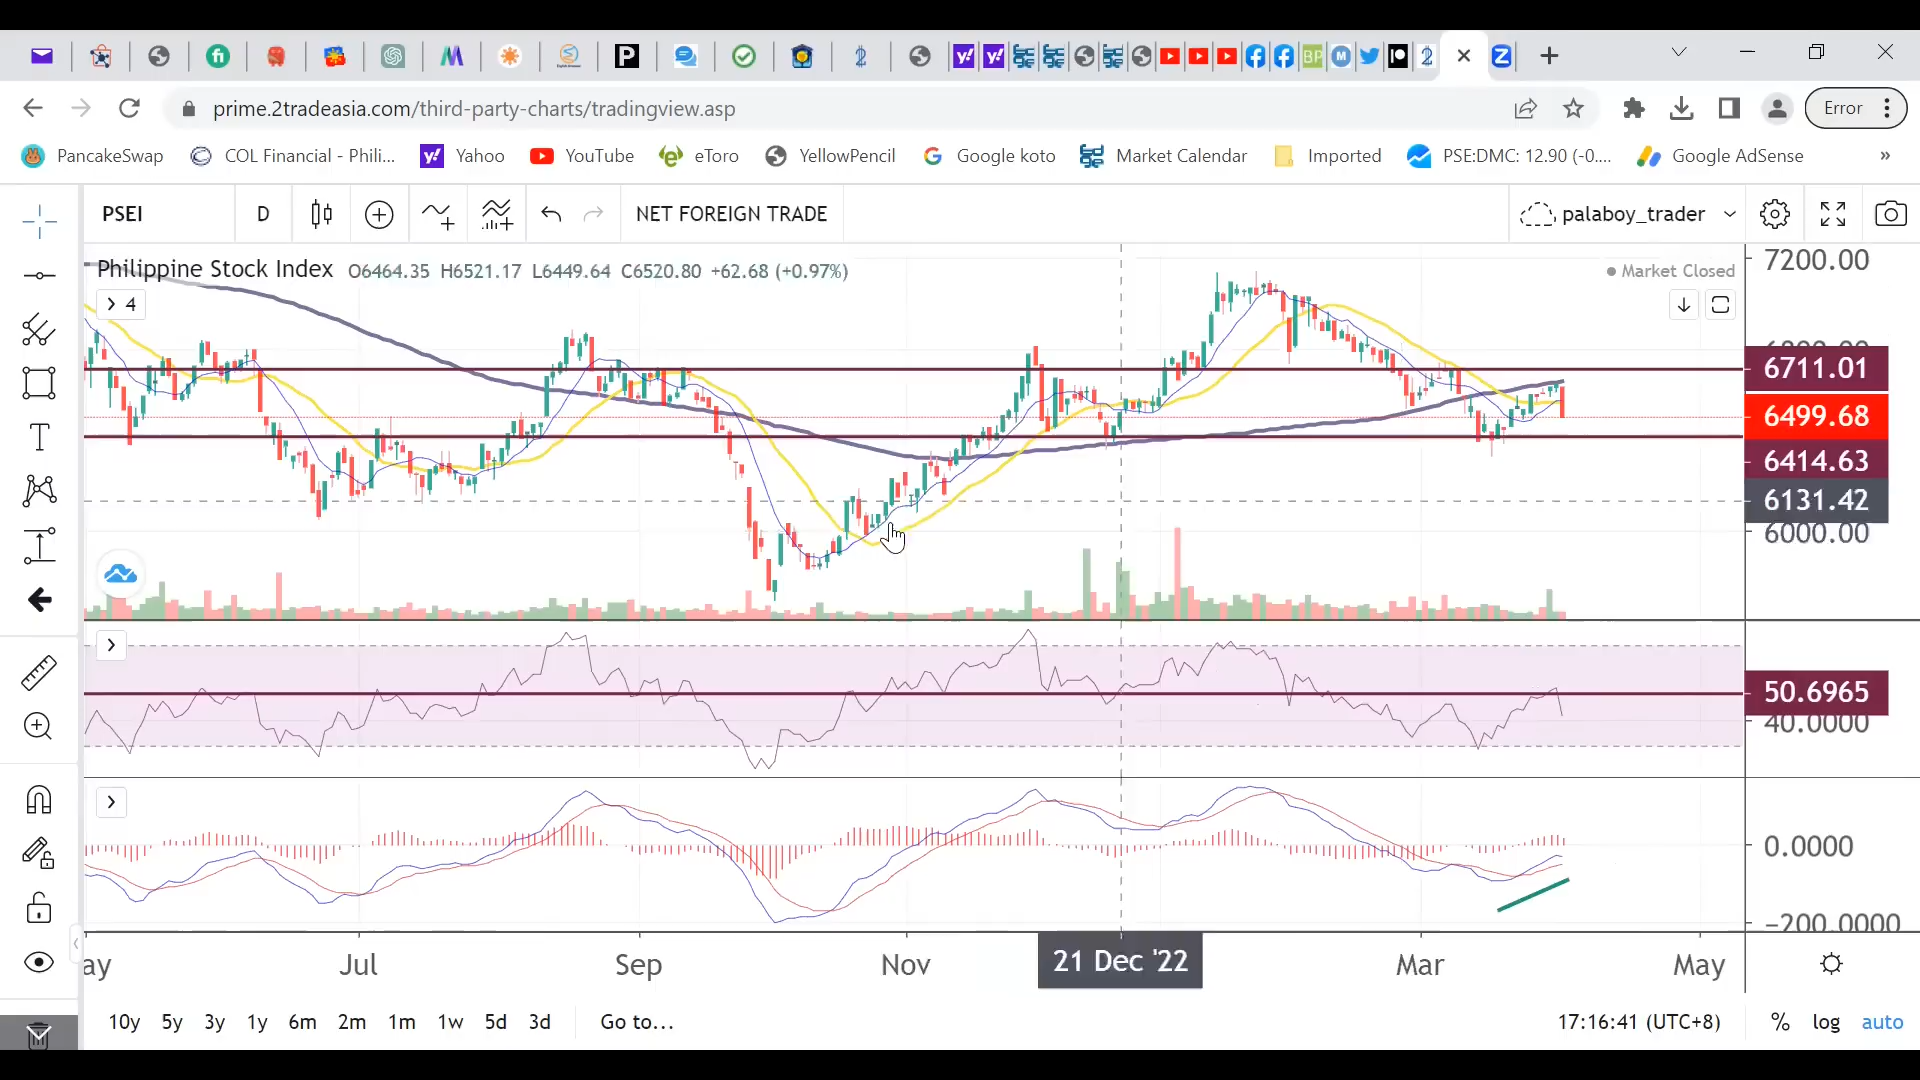 prime.2tradeasia.com/third-party-charts/tradingview.asp
Error
PancakeSwap
COL Financial - Phili...
Yahoo
YouTube
eToro
YellowPencil
Google koto
Market Calendar
Imported
PSE:DMC: 12.90 (-0....
Google AdSense
»
PSEI
D
NET FOREIGN TRADE
palaboy_trader
Philippine Stock Index O6464.35 H6521.17 L6449.64 C6520.80 +62.68 (+0.97%)
Market Closed
4
7200.00
6711.01
6499.68
6414.63
6131.42
6000.00
50.6965
40.0000
0.0000
-200.0000
ay
Jul
Sep
Nov
21 Dec '22
Mar
May
10y 5y 3y 1y 6m 2m 1m 1w 5d 3d
Go to...
17:16:41 (UTC+8)
%
log
auto